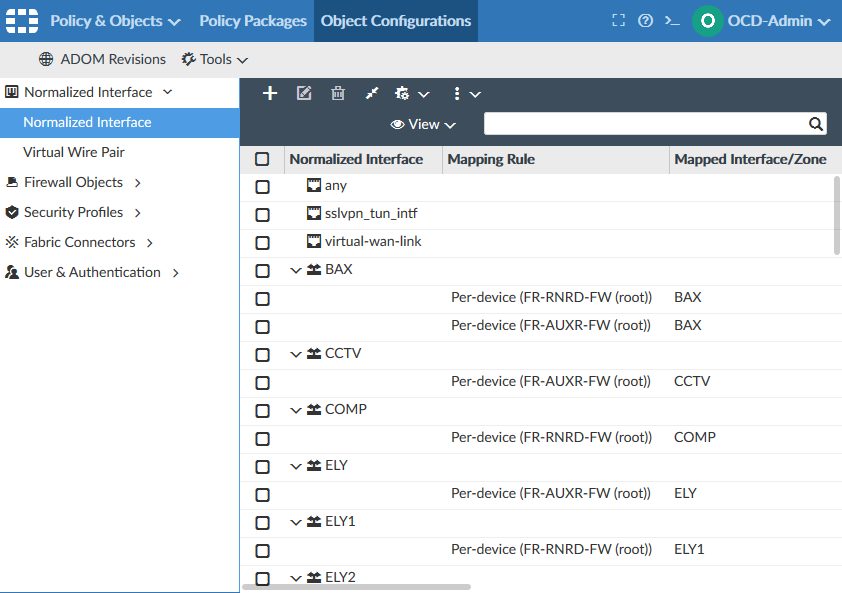 Policy & Objects Policy Packages Object Configurations OCD-Admin
O
ADOM Revisions Tools
Normalized Interface
Normalized Interface
Virtual Wire Pair
Firewall Objects
Security Profiles
Fabric Connectors
User & Authentication
View
Normalized Interface Mapping Rule Mapped Interface/Zone
any
sslvpn_tun_intf
virtual-wan-link
BAX
Per-device (FR-RNRD-FW (root)) BAX
Per-device (FR-AUXR-FW (root)) BAX
CCTV
Per-device (FR-AUXR-FW (root)) CCTV
COMP
Per-device (FR-RNRD-FW (root)) COMP
ELY
Per-device (FR-AUXR-FW (root)) ELY
ELY1
Per-device (FR-RNRD-FW (root)) ELY1
ELY2